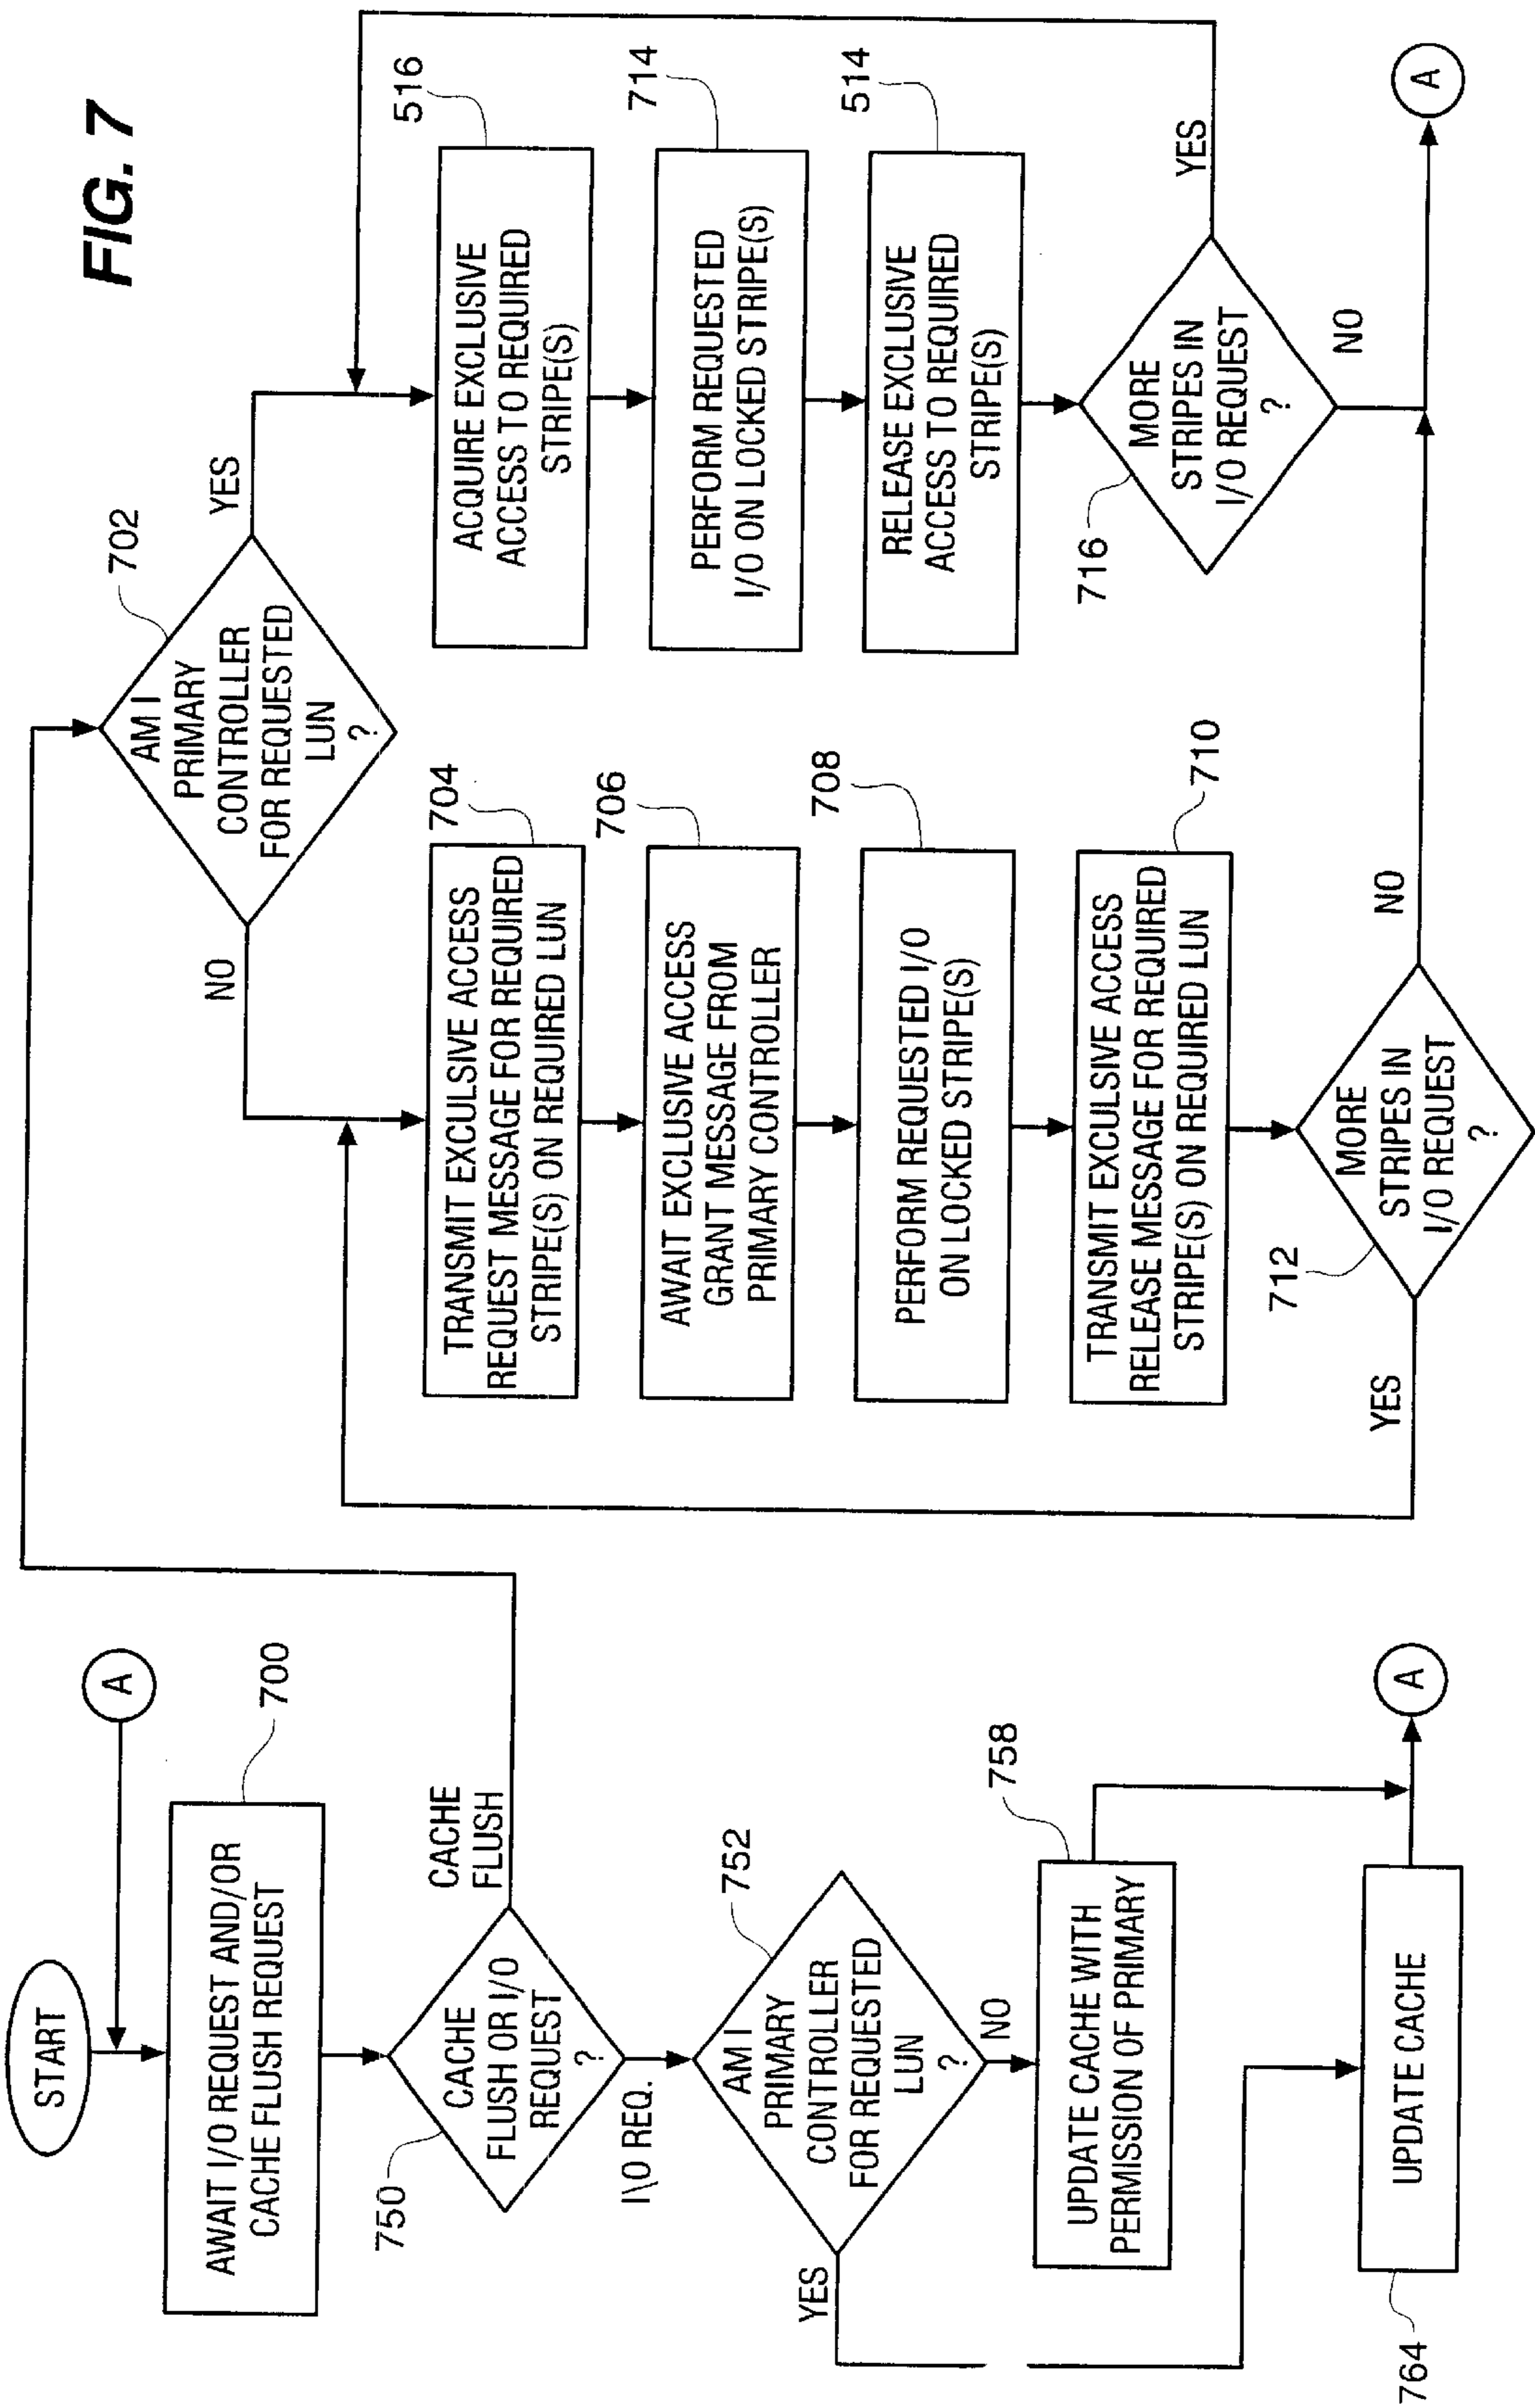 FIG. 7
START
A
AWAIT I/O REQUEST AND/OR
CACHE FLUSH REQUEST
700
CACHE
FLUSH OR I/O
REQUEST
?
750
CACHE
FLUSH
I\O REQ.
AM I
PRIMARY
CONTROLLER
FOR REQUESTED
LUN
?
752
YES
NO
UPDATE CACHE WITH
PERMISSION OF PRIMARY
758
UPDATE CACHE
764
A
AM I
PRIMARY
CONTROLLER
FOR REQUESTED
LUN
?
702
NO
YES
TRANSMIT EXCULSIVE ACCESS
REQUEST MESSAGE FOR REQUIRED
STRIPE(S) ON REQUIRED LUN
704
AWAIT EXCLUSIVE ACCESS
GRANT MESSAGE FROM
PRIMARY CONTROLLER
706
PERFORM REQUESTED I/O
ON LOCKED STRIPE(S)
708
TRANSMIT EXCULSIVE ACCESS
RELEASE MESSAGE FOR REQUIRED
STRIPE(S) ON REQUIRED LUN
710
MORE
STRIPES IN
I/O REQUEST
?
712
YES
NO
ACQUIRE EXCLUSIVE
ACCESS TO REQUIRED
STRIPE(S)
516
PERFORM REQUESTED
I/O ON LOCKED STRIPE(S)
714
RELEASE EXCLUSIVE
ACCESS TO REQUIRED
STRIPE(S)
514
MORE
STRIPES IN
I/O REQUEST
?
716
YES
NO
A